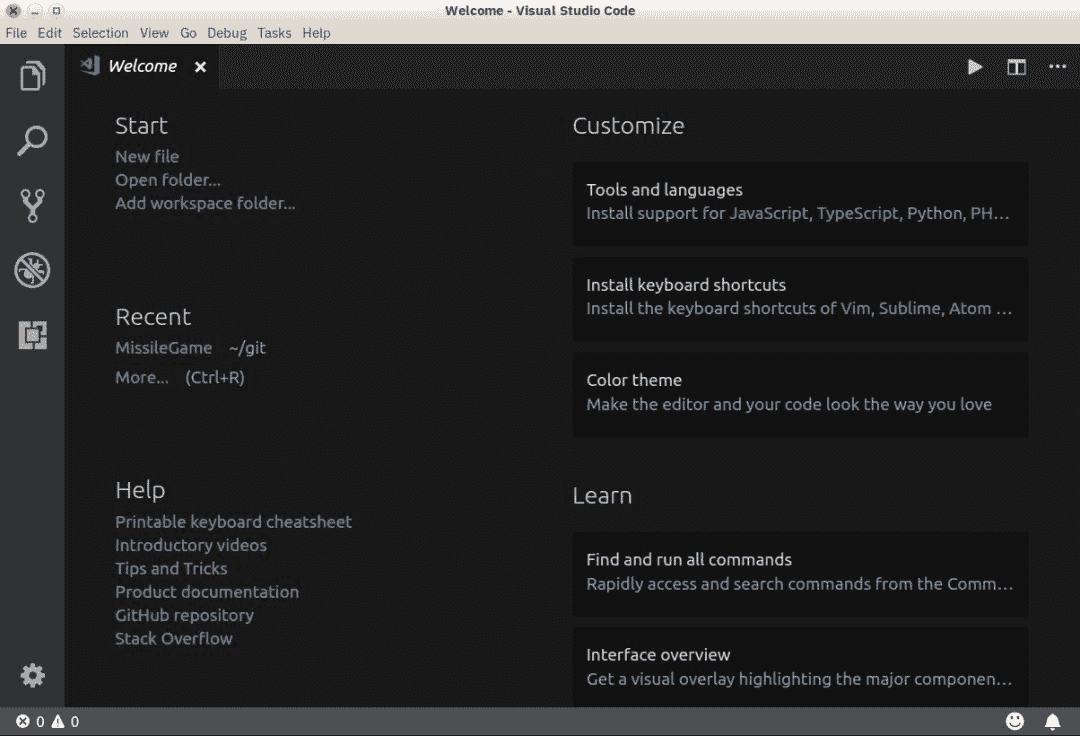 Welcome - Visual Studio Code
File Edit Selection View Go Debug Tasks Help
Welcome
Start
New file
Open folder...
Add workspace folder...
Recent
MissileGame ~/git
More... (Ctrl+R)
Help
Printable keyboard cheatsheet
Introductory videos
Tips and Tricks
Product documentation
GitHub repository
Stack Overflow
Customize
Tools and languages
Install support for JavaScript, TypeScript, Python, PH...
Install keyboard shortcuts
Install the keyboard shortcuts of Vim, Sublime, Atom ...
Color theme
Make the editor and your code look the way you love
Learn
Find and run all commands
Rapidly access and search commands from the Comm...
Interface overview
Get a visual overlay highlighting the major componen...
0 0